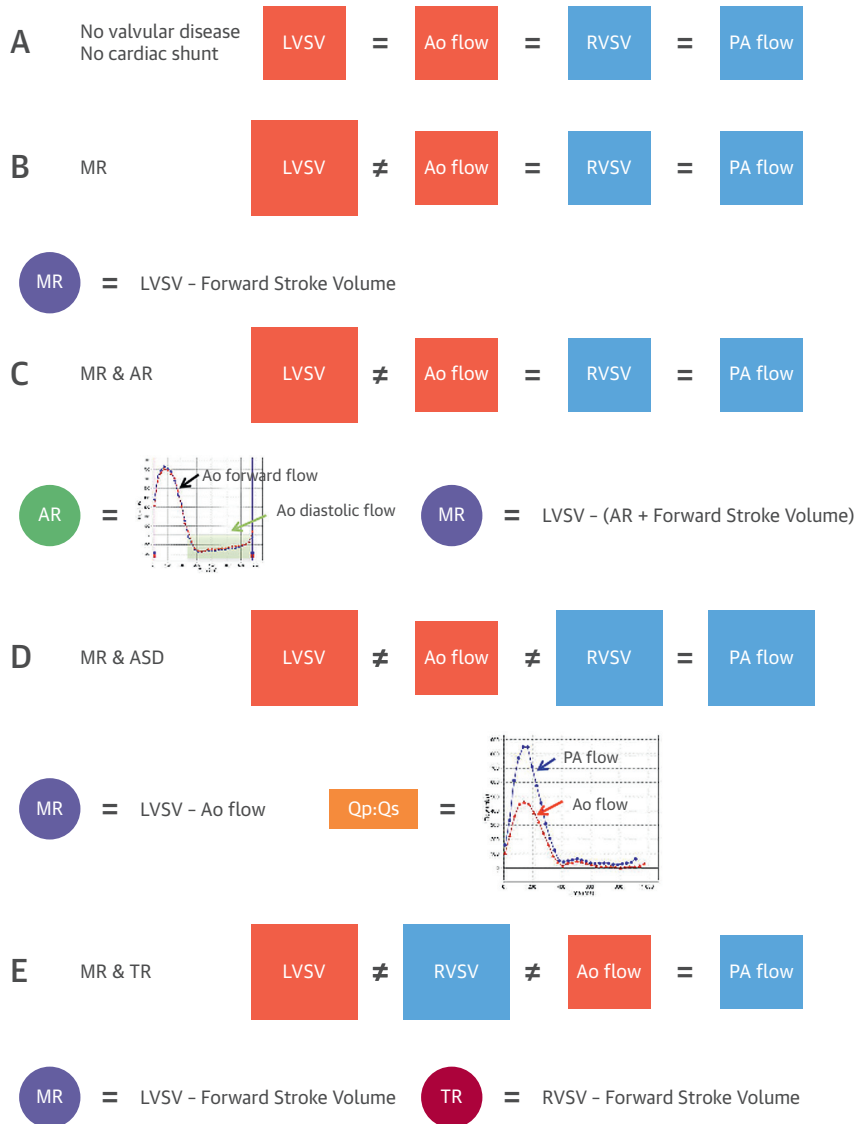 A No valvular disease
No cardiac shunt
LVSV = Ao flow = RVSV = PA flow
B MR LVSV ≠ Ao flow = RVSV = PA flow
MR = LVSV – Forward Stroke Volume
C MR & AR LVSV ≠ Ao flow = RVSV = PA flow
AR =
Ao forward flow
Ao diastolic flow
MR = LVSV – (AR + Forward Stroke Volume)
D MR & ASD LVSV ≠ Ao flow ≠ RVSV = PA flow
MR = LVSV – Ao flow
Qp:Qs =
PA flow
Ao flow
E MR & TR LVSV ≠ RVSV ≠ Ao flow = PA flow
MR = LVSV – Forward Stroke Volume
TR = RVSV – Forward Stroke Volume